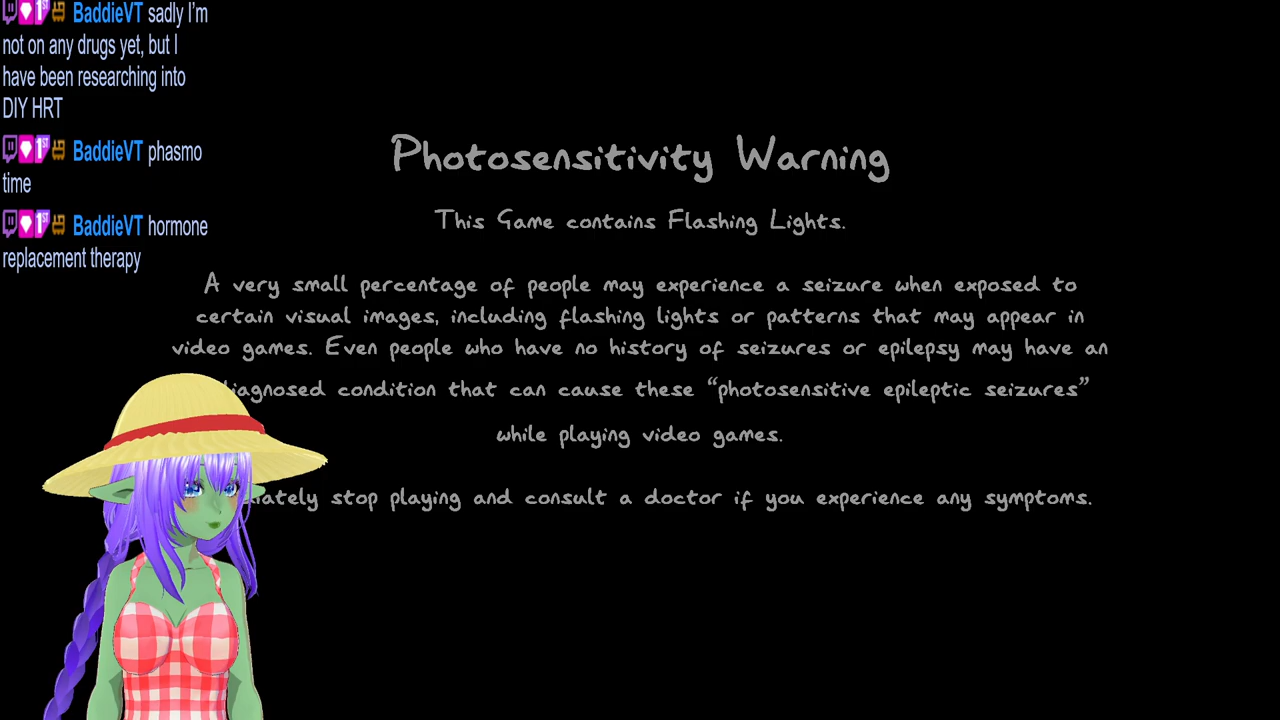 BaddieVT sadly I'm
not on any drugs yet, but I
have been researching into
DIY HRT
BaddieVT phasmo
time
BaddieVT hormone
replacement therapy
Photosensitivity Warning
This Game contains Flashing Lights.
A very small percentage of people may experience a seizure when exposed to
certain visual images, including flashing lights or patterns that may appear in
video games. Even people who have no history of seizures or epilepsy may have an
condition that can cause these “photosensitive epileptic seizures”
while playing video games.
stop playing and consult a doctor if you experience any symptoms.